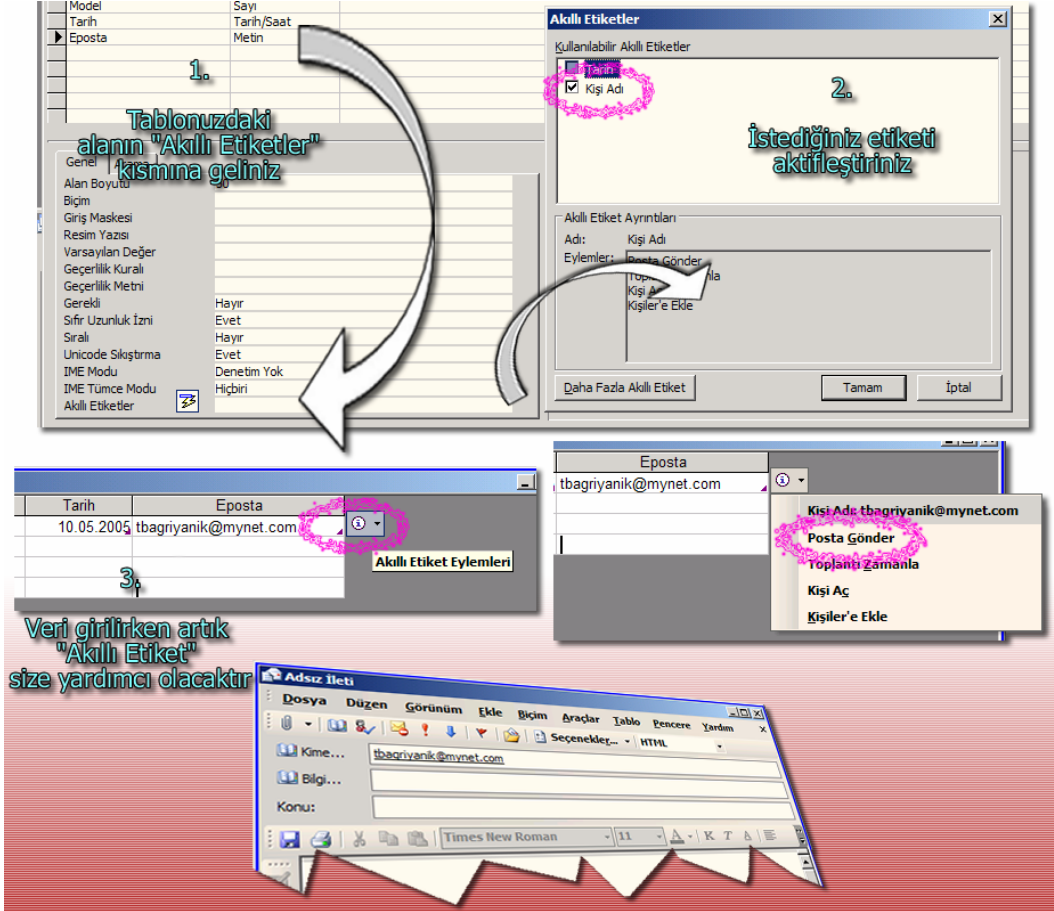 Model Sayı
Tarih Tarih/Saat
Eposta Metin
1.
Tablonuzdaki
alanın "Akıllı Etiketler"
kısmına geliniz
Genel
Alan Boyutu 50
Biçim
Giriş Maskesi
Resim Yazısı
Varsayılan Değer
Geçerlilik Kuralı
Geçerlilik Metni
Gerekli Hayır
Sıfır Uzunluk İzni Evet
Sıralı Hayır
Unicode Sıkıştırma Evet
IME Modu Denetim Yok
IME Tümce Modu Hiçbiri
Akıllı Etiketler
Akıllı Etiketler
Kullanılabilir Akıllı Etiketler
Tarih
Kişi Adı
2.
İstediğiniz etiketi
aktifleştiriniz
Akıllı Etiket Ayrıntıları
Adı: Kişi Adı
Eylemler: Posta Gönder
Kişi
Kişiler'e Ekle
Daha Fazla Akıllı Etiket Tamam İptal
Tarih Eposta
10.05.2005 tbagriyanik@mynet.com
Akıllı Etiket Eylemleri
3.
Veri girilirken artık
"Akıllı Etiket"
size yardımcı olacaktır
Eposta
tbagriyanik@mynet.com
Kişi Adı: tbagriyanik@mynet.com
Posta Gönder
Toplantı Zamanla
Kişi Aç
Kişiler'e Ekle
Adsız İleti
Dosya Düzen Görünüm Ekle Biçim Araçlar Tablo Pencere Yardım
Seçenekler... HTML
Kime... tbagriyanik@mynet.com
Bilgi...
Konu:
Times New Roman 11 A K T A